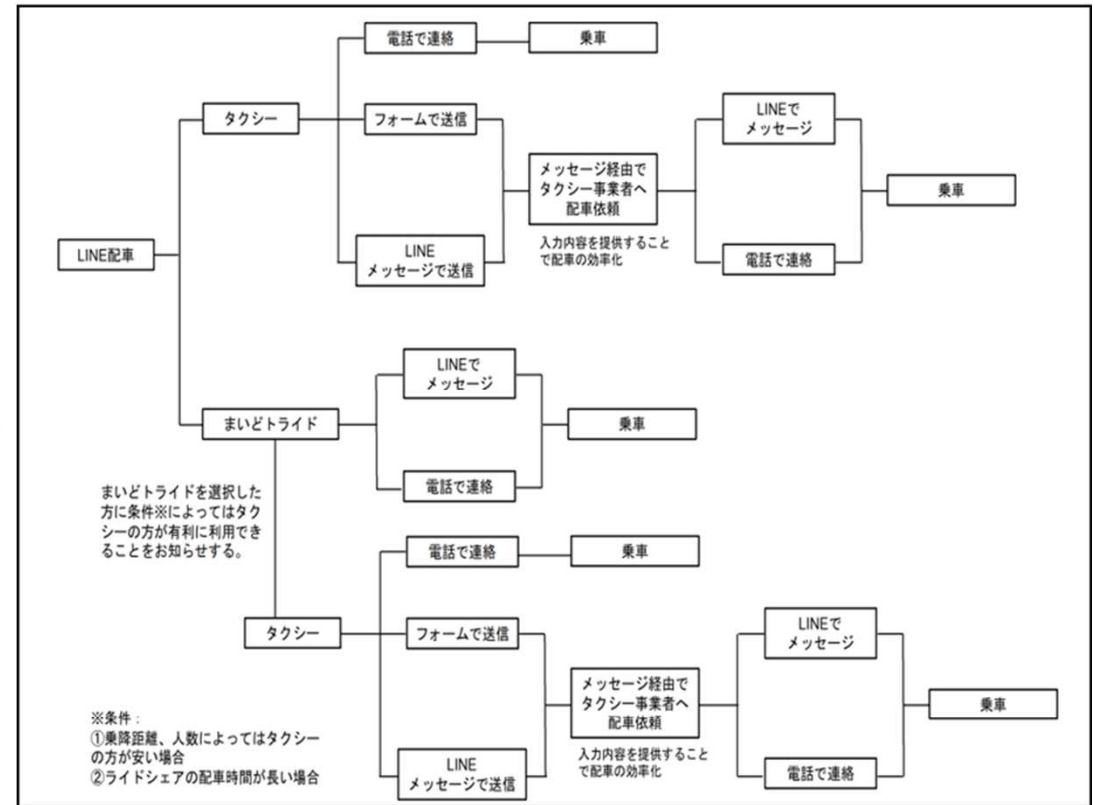 電話で連絡
乗車
タクシー
フォームで送信
LINEで
メッセージ
メッセージ経由で
タクシー事業者へ
配車依頼
乗車
LINE配車
入力内容を提供すること
で配車の効率化
LINE
メッセージで送信
電話で連絡
LINEで
メッセージ
まいどトライド
乗車
電話で連絡
まいどトライドを選択した
方に条件※によってはタク
シーの方が有利に利用でき
ることをお知らせする。
電話で連絡
乗車
タクシー
フォームで送信
LINEで
メッセージ
メッセージ経由で
タクシー事業者へ
配車依頼
乗車
入力内容を提供すること
で配車の効率化
LINE
メッセージで送信
電話で連絡
※条件：
①乗降距離、人数によってはタクシー
の方が安い場合
②ライドシェアの配車時間が長い場合